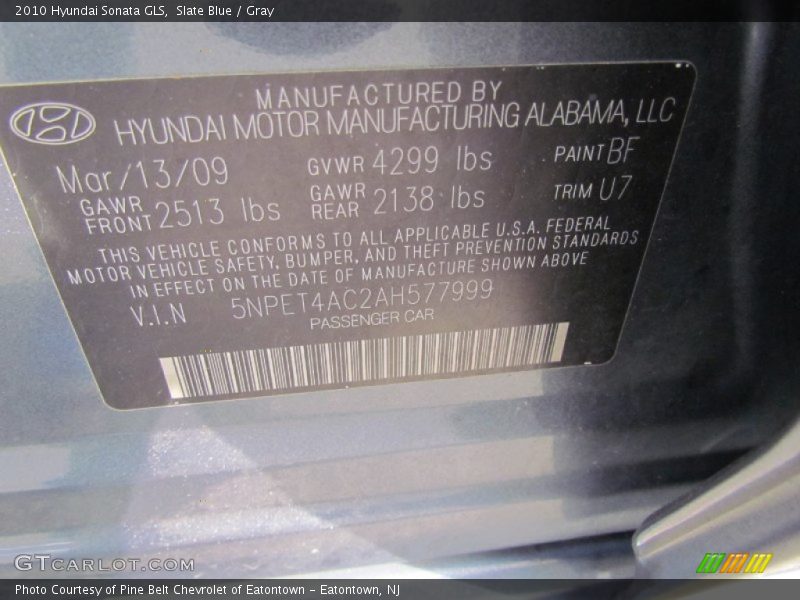 2010 Hyundai Sonata GLS, Slate Blue / Gray
MANUFACTURED BY
HYUNDAI MOTOR MANUFACTURING ALABAMA, LLC
Mar/13/09 GVWR 4299 lbs PAINT BF
GAWR FRONT 2513 lbs GAWR REAR 2138 lbs TRIM U7
THIS VEHICLE CONFORMS TO ALL APPLICABLE U.S.A. FEDERAL
MOTOR VEHICLE SAFETY, BUMPER, AND THEFT PREVENTION STANDARDS
IN EFFECT ON THE DATE OF MANUFACTURE SHOWN ABOVE
V.I.N 5NPET4AC2AH577999
PASSENGER CAR
GTCARLOT.COM
Photo Courtesy of Pine Belt Chevrolet of Eatontown – Eatontown, NJ